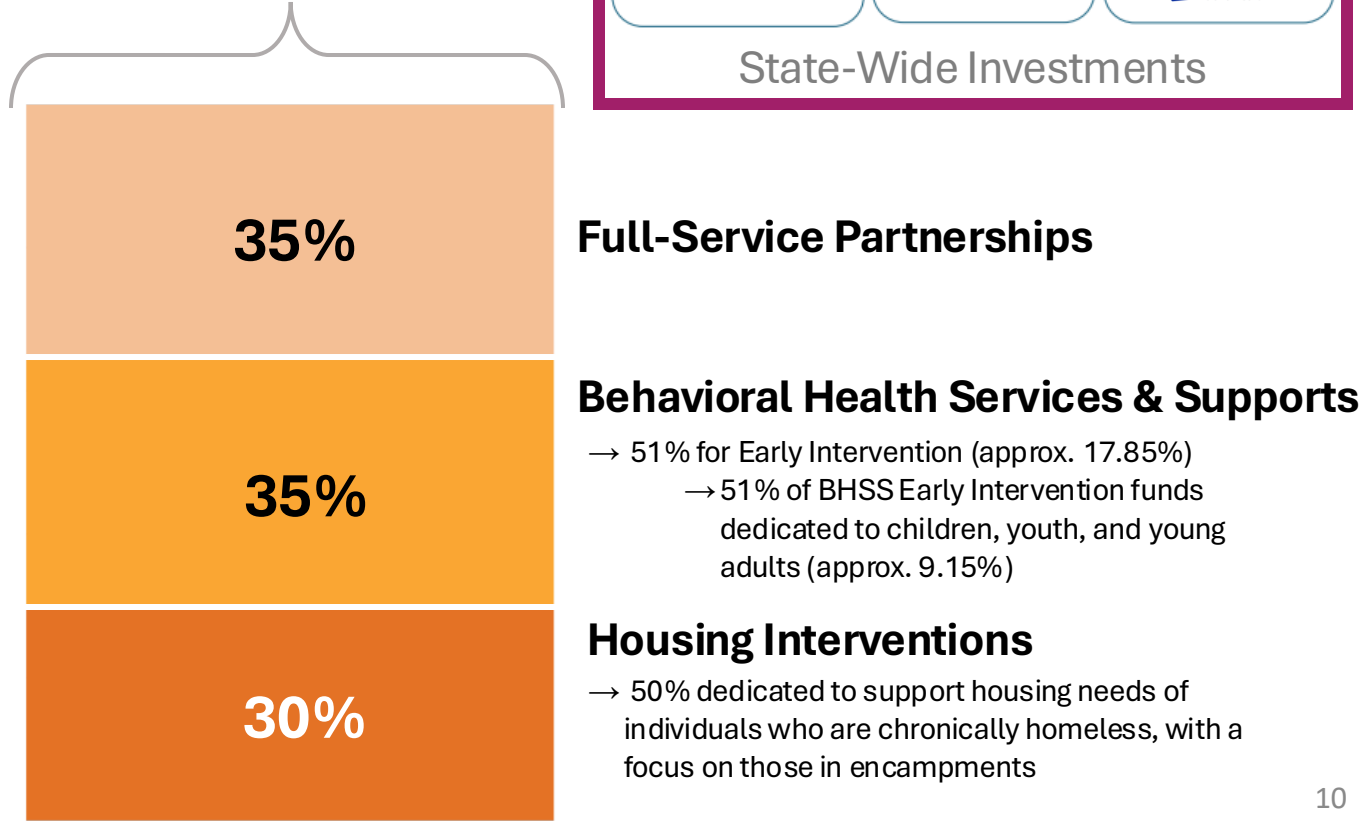 State-Wide Investments
35%
Full-Service Partnerships
35%
Behavioral Health Services & Supports
→ 51% for Early Intervention (approx. 17.85%)
→ 51% of BHSS Early Intervention funds
dedicated to children, youth, and young
adults (approx. 9.15%)
30%
Housing Interventions
→ 50% dedicated to support housing needs of
individuals who are chronically homeless, with a
focus on those in encampments
10